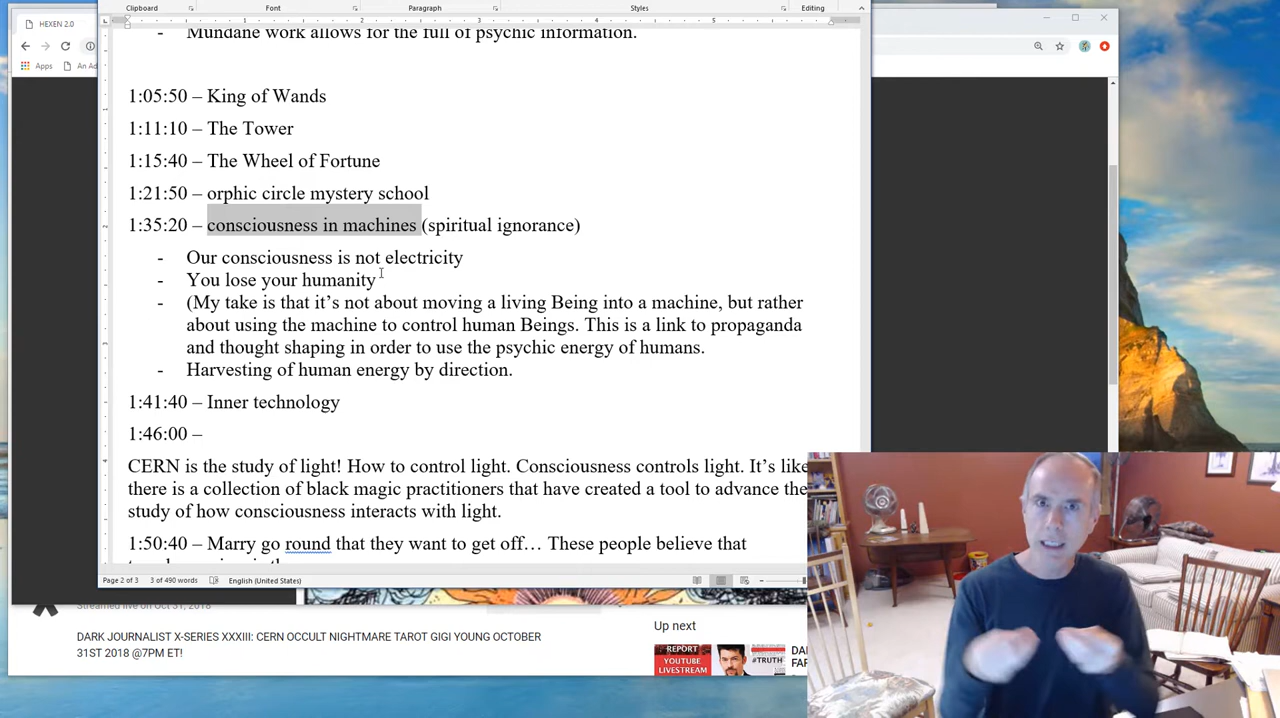 Clipboard Font Paragraph Styles Editing
HEXEN 2.0
Apps An Ad
- Mundane work allows for the full of psychic information.
1:05:50 – King of Wands
1:11:10 – The Tower
1:15:40 – The Wheel of Fortune
1:21:50 – orphic circle mystery school
1:35:20 – consciousness in machines (spiritual ignorance)
- Our consciousness is not electricity
- You lose your humanity
- (My take is that it’s not about moving a living Being into a machine, but rather
about using the machine to control human Beings. This is a link to propaganda
and thought shaping in order to use the psychic energy of humans.
- Harvesting of human energy by direction.
1:41:40 – Inner technology
1:46:00 –
CERN is the study of light! How to control light. Consciousness controls light. It’s like
there is a collection of black magic practitioners that have created a tool to advance the
study of how consciousness interacts with light.
1:50:40 – Marry go round that they want to get off… These people believe that
Page 2 of 3 3 of 490 words English (United States)
Streamed live on Oct 31, 2018
DARK JOURNALIST X-SERIES XXXIII: CERN OCCULT NIGHTMARE TAROT GIGI YOUNG OCTOBER
31ST 2018 @7PM ET!
Up next
REPORT
YOUTUBE
LIVESTREAM
#TRUTH
DA
FAR